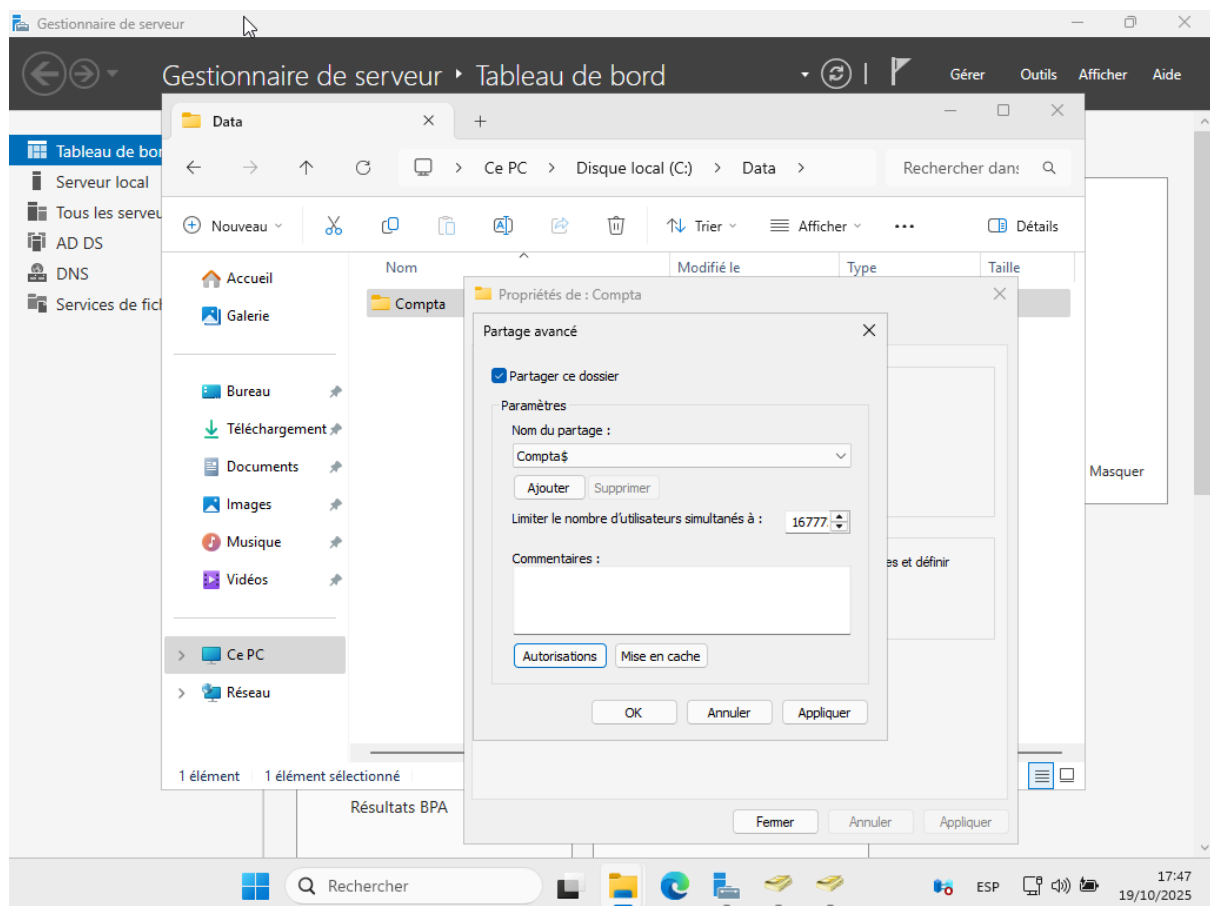 Gestionnaire de serveur
Gestionnaire de serveur Tableau de bord
Gérer Outils Afficher Aide
Data
Ce PC > Disque local (C:) > Data >
Rechercher dans
Nouveau
Trier
Afficher
Détails
Tableau de bor
Serveur local
Tous les serveu
AD DS
DNS
Services de fich
Accueil
Galerie
Bureau
Téléchargement
Documents
Images
Musique
Vidéos
Ce PC
Réseau
Nom Modifié le Type Taille
Compta
Propriétés de : Compta
Partage avancé
Partager ce dossier
Paramètres
Nom du partage :
Compta$
Ajouter Supprimer
Limiter le nombre d'utilisateurs simultanés à : 16777
Commentaires :
Autorisations Mise en cache
OK Annuler Appliquer
es et définir
Masquer
1 élément 1 élément sélectionné
Résultats BPA
Fermer Annuler Appliquer
Rechercher
ESP
17:47
19/10/2025